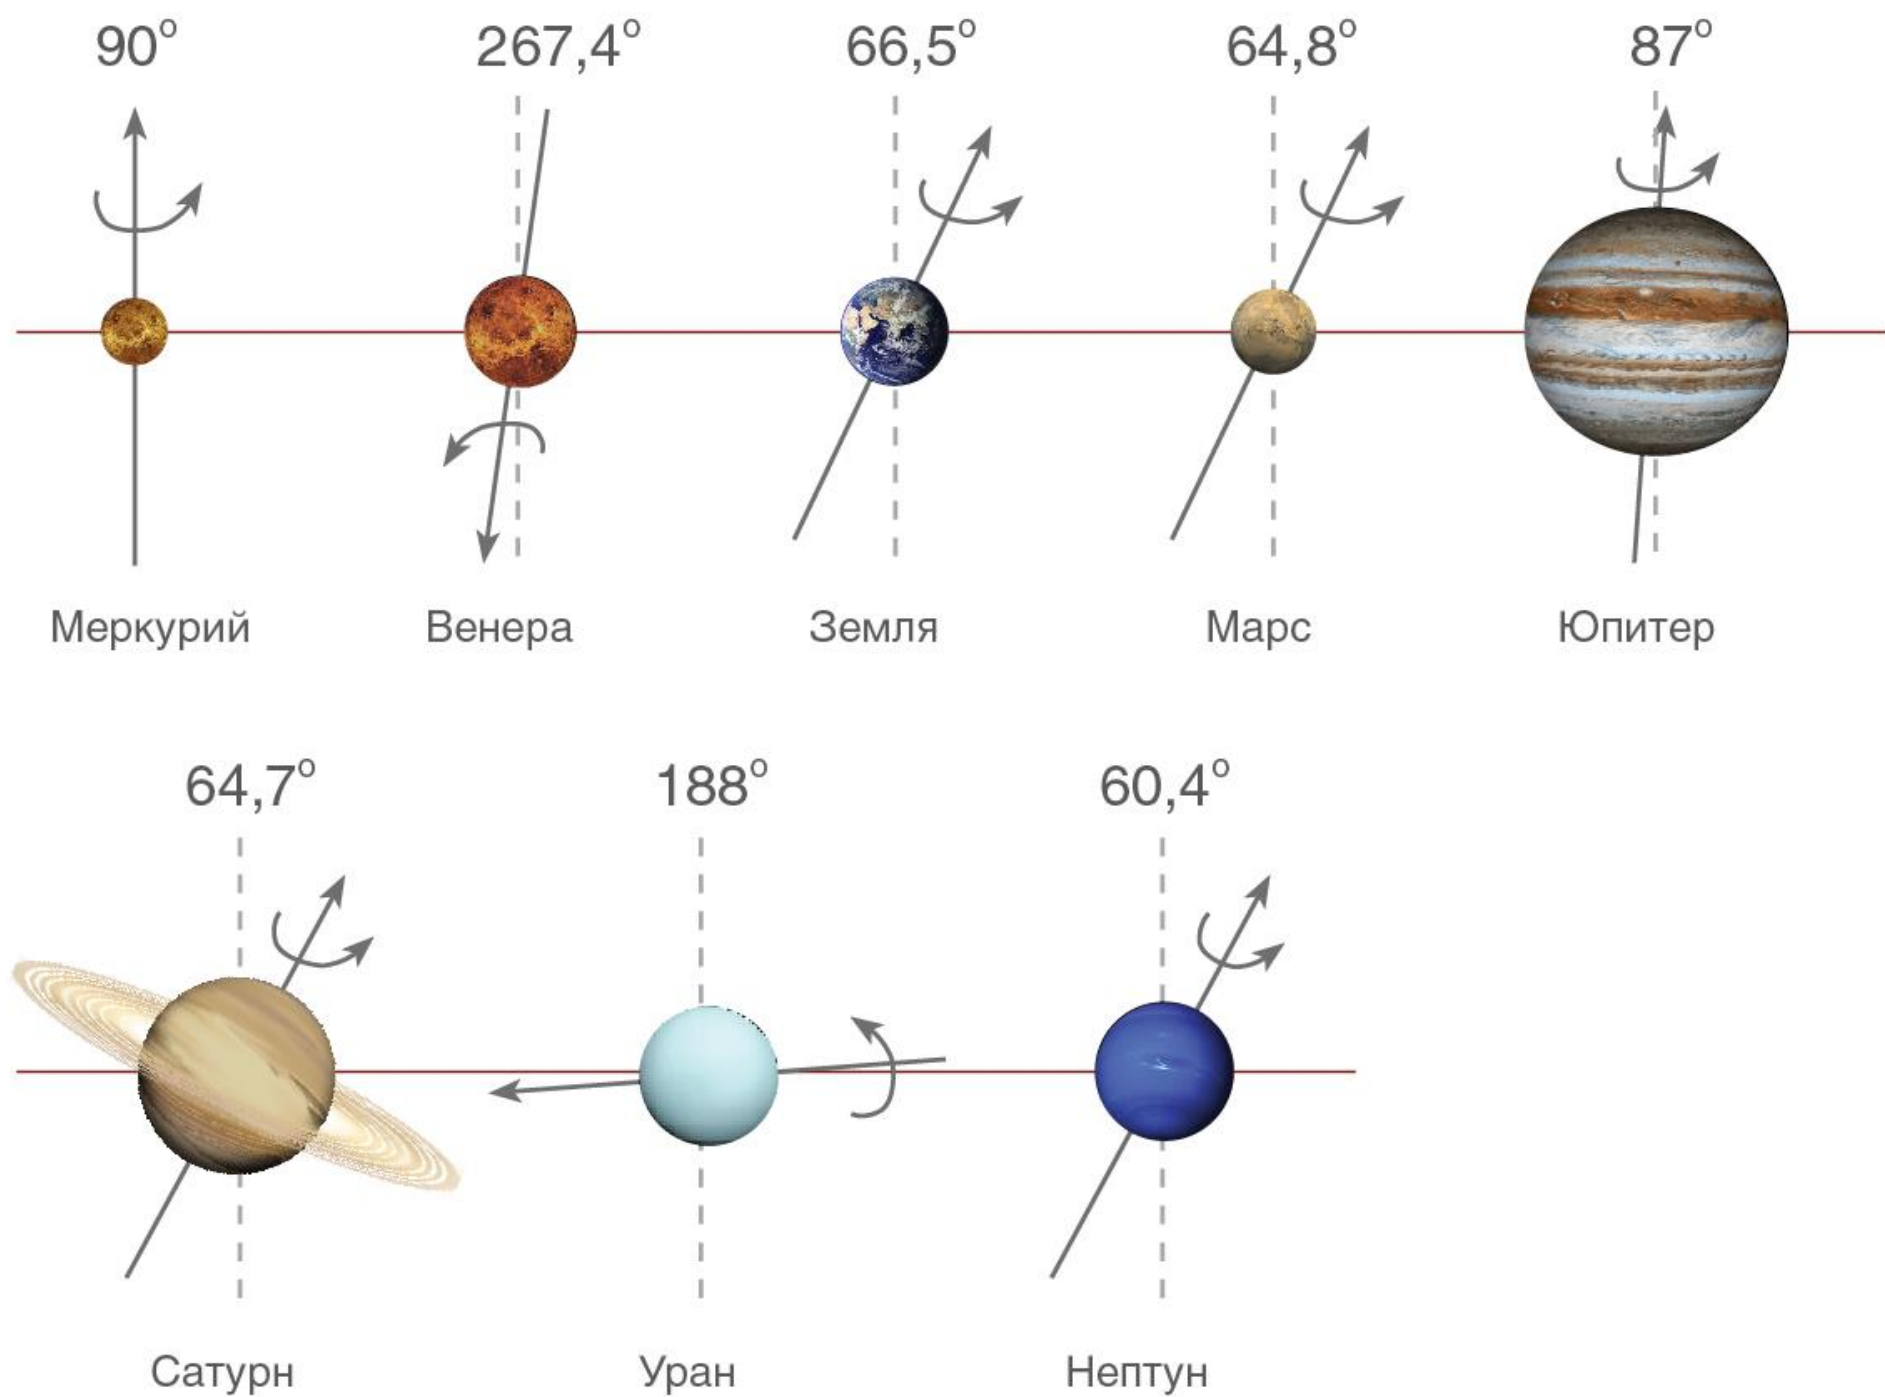 90° 267,4° 66,5° 64,8° 87°
Меркурий Венера Земля Марс Юпитер
64,7° 188° 60,4°
Сатурн Уран Нептун